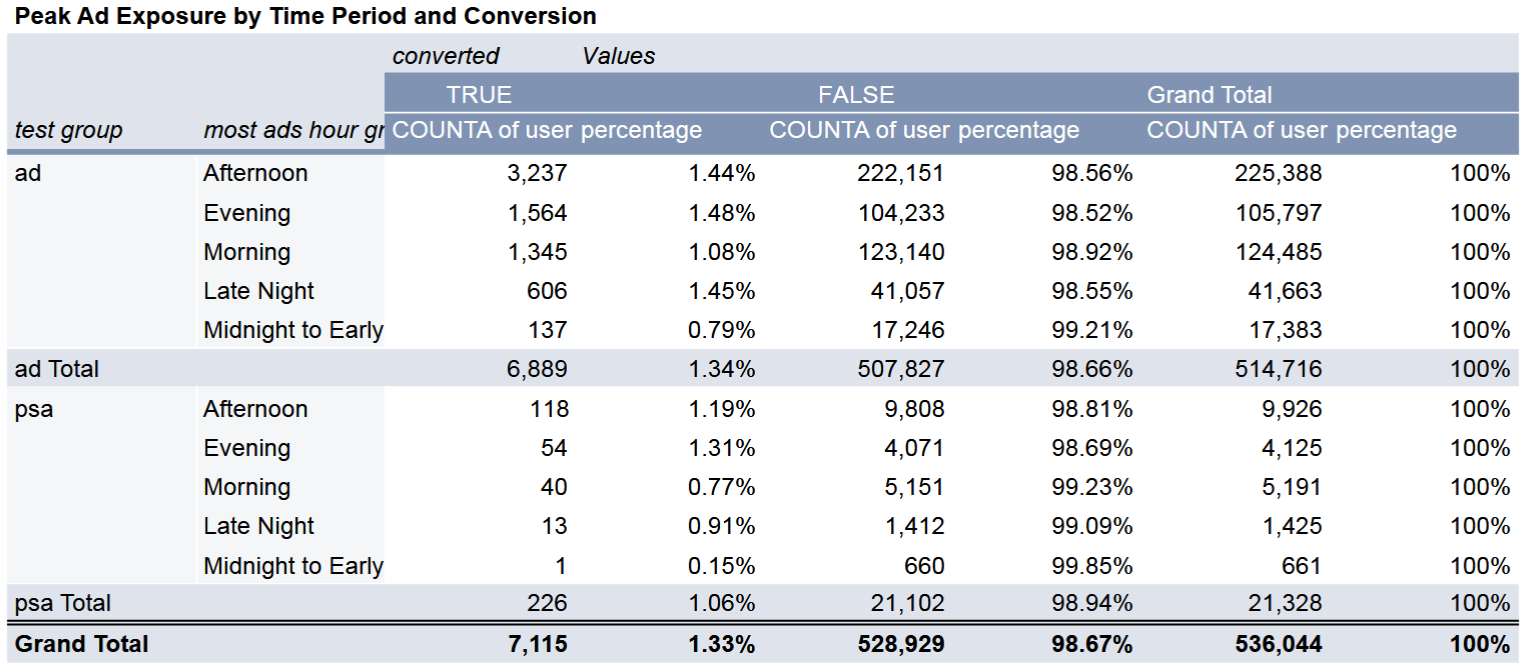 Peak Ad Exposure by Time Period and Conversion
converted Values
TRUE FALSE Grand Total
test group most ads hour gr COUNTA of user percentage COUNTA of user percentage COUNTA of user percentage
ad Afternoon 3,237 1.44% 222,151 98.56% 225,388 100%
Evening 1,564 1.48% 104,233 98.52% 105,797 100%
Morning 1,345 1.08% 123,140 98.92% 124,485 100%
Late Night 606 1.45% 41,057 98.55% 41,663 100%
Midnight to Early 137 0.79% 17,246 99.21% 17,383 100%
ad Total 6,889 1.34% 507,827 98.66% 514,716 100%
psa Afternoon 118 1.19% 9,808 98.81% 9,926 100%
Evening 54 1.31% 4,071 98.69% 4,125 100%
Morning 40 0.77% 5,151 99.23% 5,191 100%
Late Night 13 0.91% 1,412 99.09% 1,425 100%
Midnight to Early 1 0.15% 660 99.85% 661 100%
psa Total 226 1.06% 21,102 98.94% 21,328 100%
Grand Total 7,115 1.33% 528,929 98.67% 536,044 100%